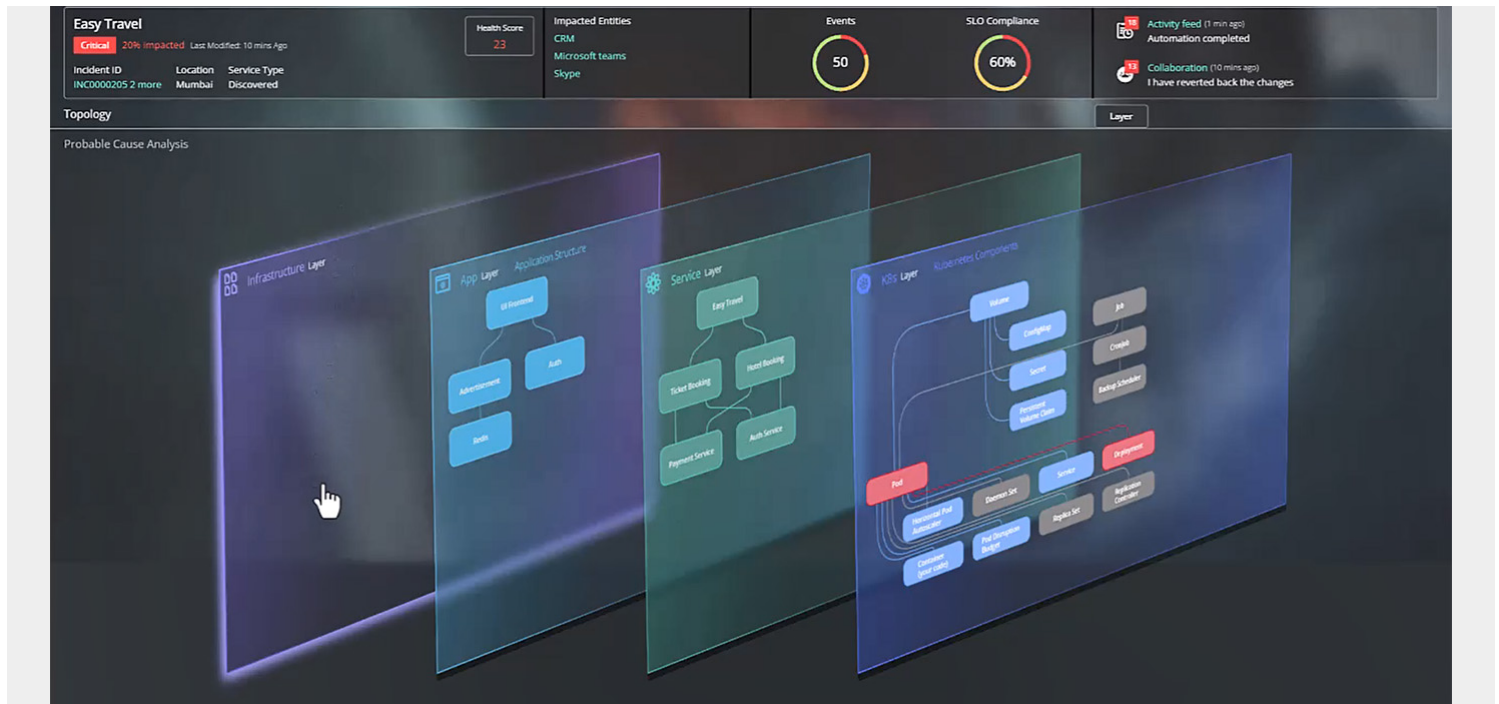 Easy Travel
Critical 20% Impacted Last Modified: 10 mins Ago
Incident ID Location Service Type
INC0000205 2 more Mumbai Discovered
Health Score
23
Impacted Entities
CRM
Microsoft teams
Skype
Events
50
SLO Compliance
60%
18
Activity feed (1 min ago)
Automation completed
13
Collaboration (10 mins ago)
I have reverted back the changes
Topology
Layer
Probable Cause Analysis
Infrastructure Layer
App Layer Application Structure
UI Frontend
Auth
Advertisement
Redis
Service Layer
Easy Travel
Hotel Booking
Ticket Booking
Auth Service
Payment Service
K8s Layer Kubernetes Components
Volume
Job
ConfigMap
CronJob
Secret
Backup Scheduler
Persistent
Volume Claim
Deployment
Service
Pod
Daemon Set
Replication
Controller
Horizontal Pod
Autoscaler
Replica Set
Pod Disruption
Budget
Container
(your code)